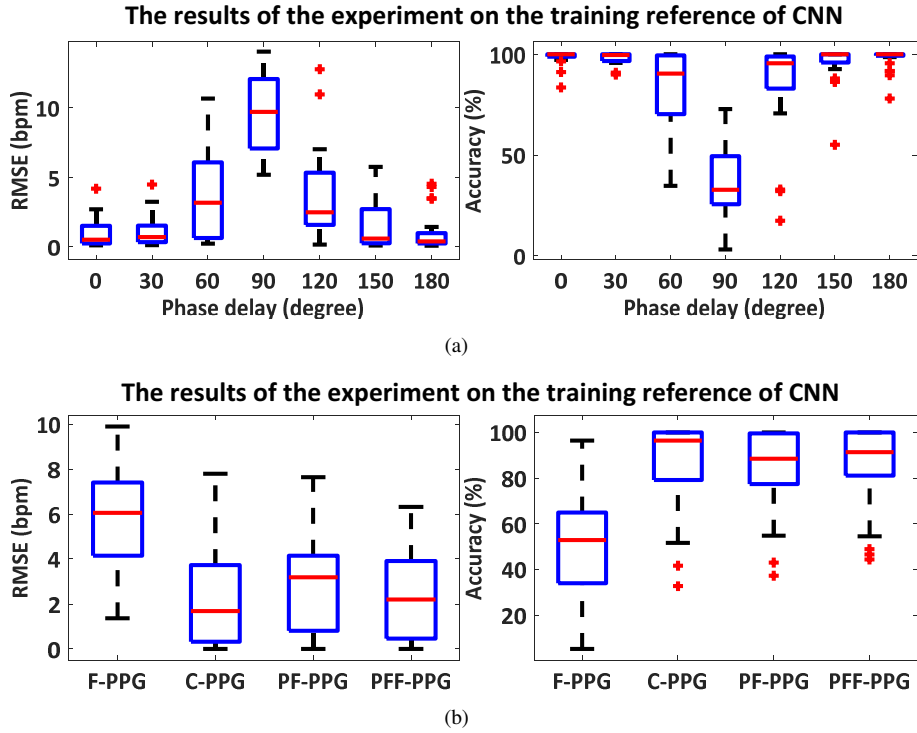 The results of the experiment on the training reference of CNN
RMSE (bpm)
10
5
0
0 30 60 90 120 150 180
Phase delay (degree)
Accuracy (%)
100
50
0
0 30 60 90 120 150 180
Phase delay (degree)
(a)
The results of the experiment on the training reference of CNN
RMSE (bpm)
10
8
6
4
2
0
F-PPG C-PPG PF-PPG PFF-PPG
Accuracy (%)
100
80
60
40
20
F-PPG C-PPG PF-PPG PFF-PPG
(b)